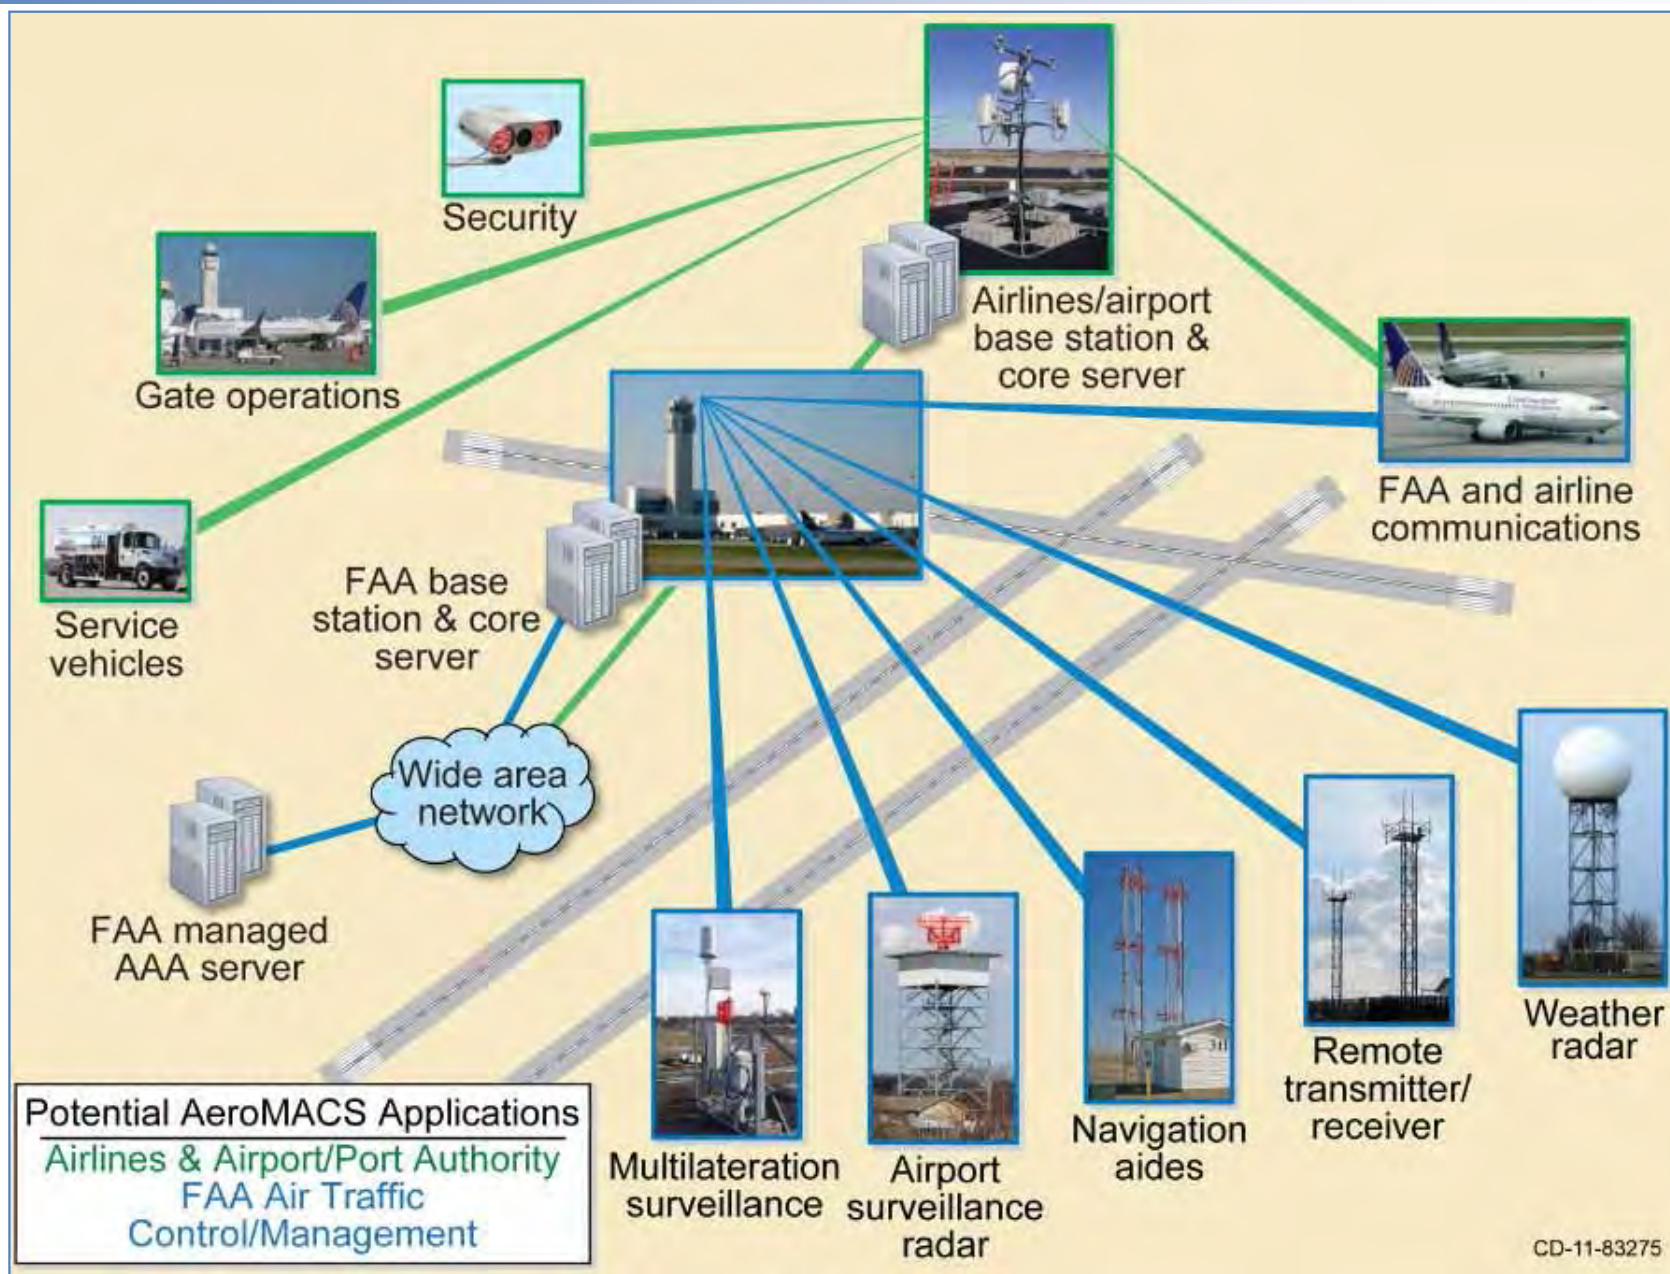 Security
Airlines/airport
base station &
core server
Gate operations
FAA and airline
communications
Service
vehicles
FAA base
station & core
server
Wide area
network
FAA managed
AAA server
Multilateration
surveillance
Airport
surveillance
radar
Navigation
aides
Remote
transmitter/
receiver
Weather
radar
Potential AeroMACS Applications
Airlines & Airport/Port Authority
FAA Air Traffic
Control/Management
CD-11-83275